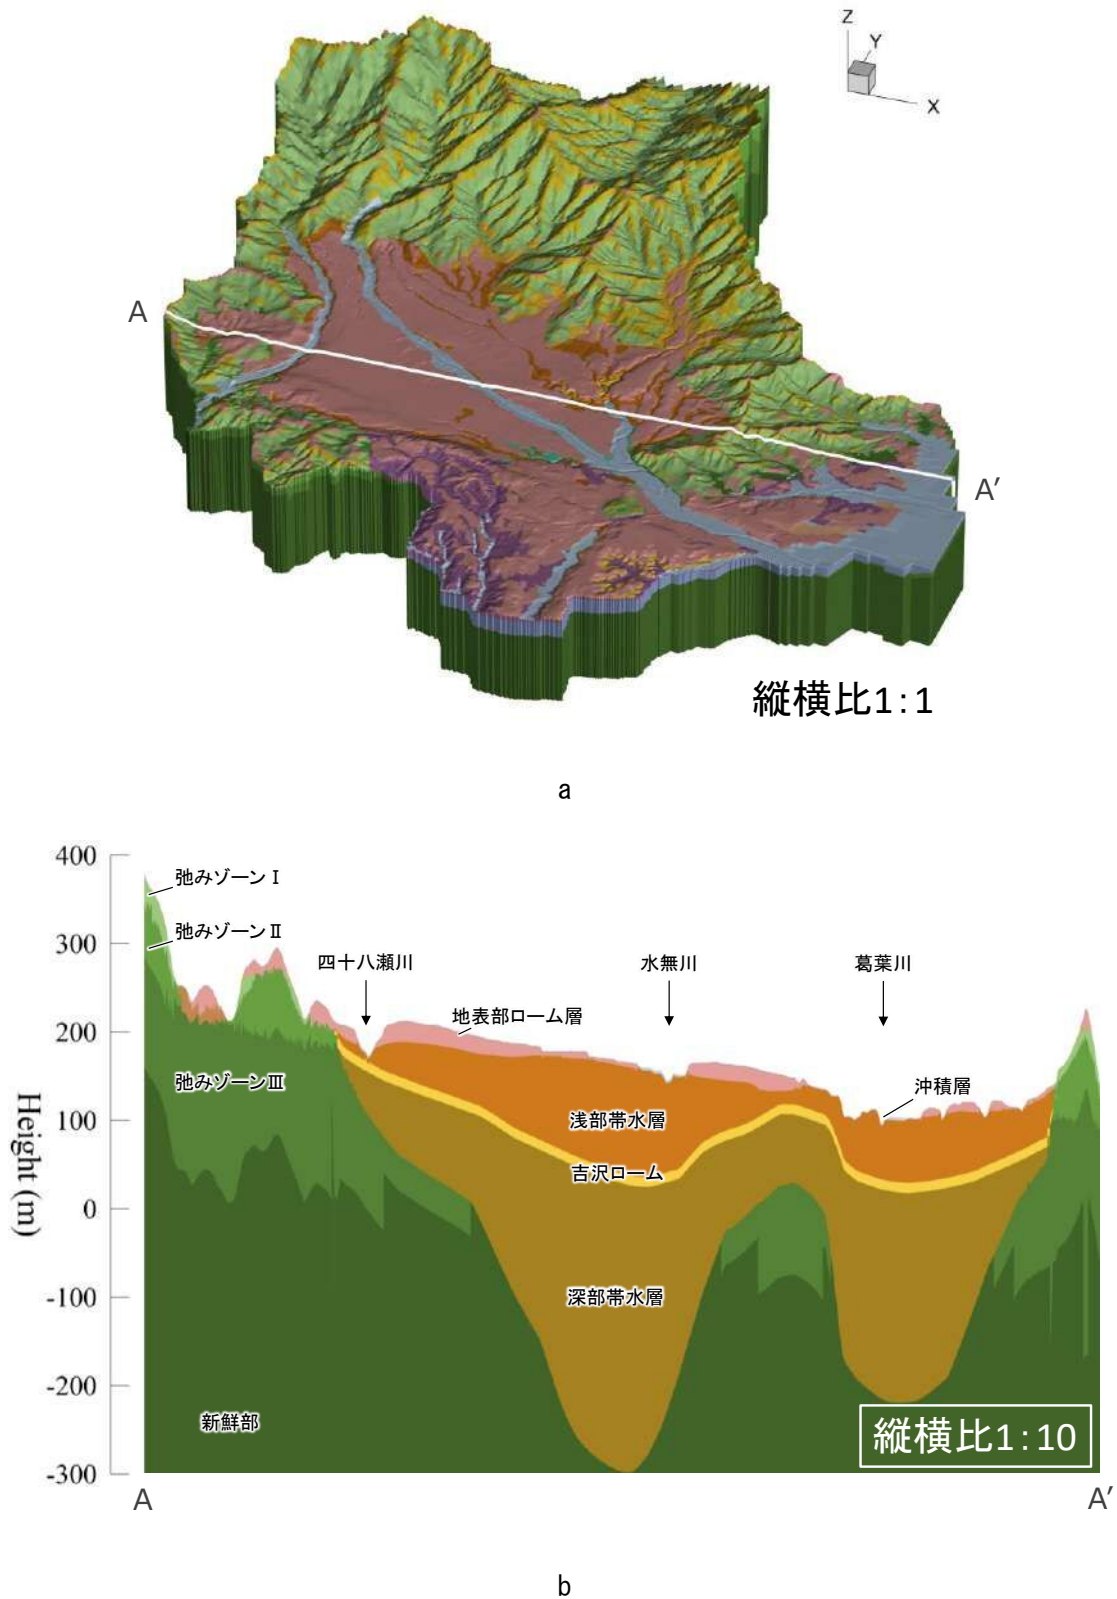 Z
Y
X
A
A′
縦横比1:1
a
400
弛みゾーンⅠ
弛みゾーンⅡ
300
四十八瀬川
水無川
葛葉川
地表部ローム層
200
弛みゾーンⅢ
沖積層
100
浅部帯水層
吉沢ローム
0
Height (m)
深部帯水層
-100
-200
新鮮部
縦横比1:10
-300
A
A′
b